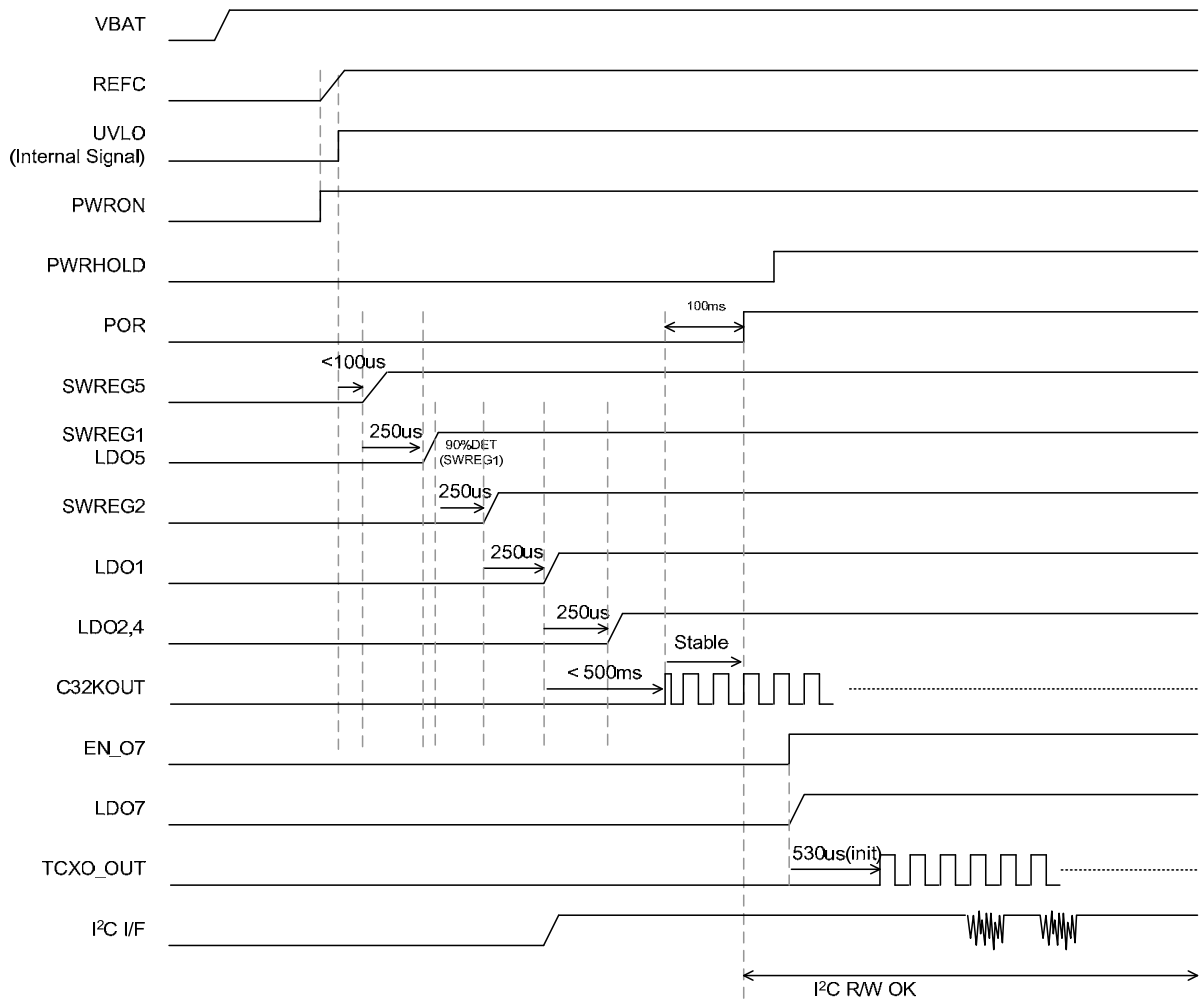 VBAT
REFC
UVLO
(Internal Signal)
PWRON
PWRHOLD
100ms
POR
<100us
SWREG5
SWREG1
250us
90%DET
LDO5
(SWREG1)
250us
SWREG2
250us
LDO1
250us
LDO2,4
Stable
< 500ms
C32KOUT
EN_O7
LDO7
530us(init)
TCXO_OUT
I²C I/F
I²C R/W OK